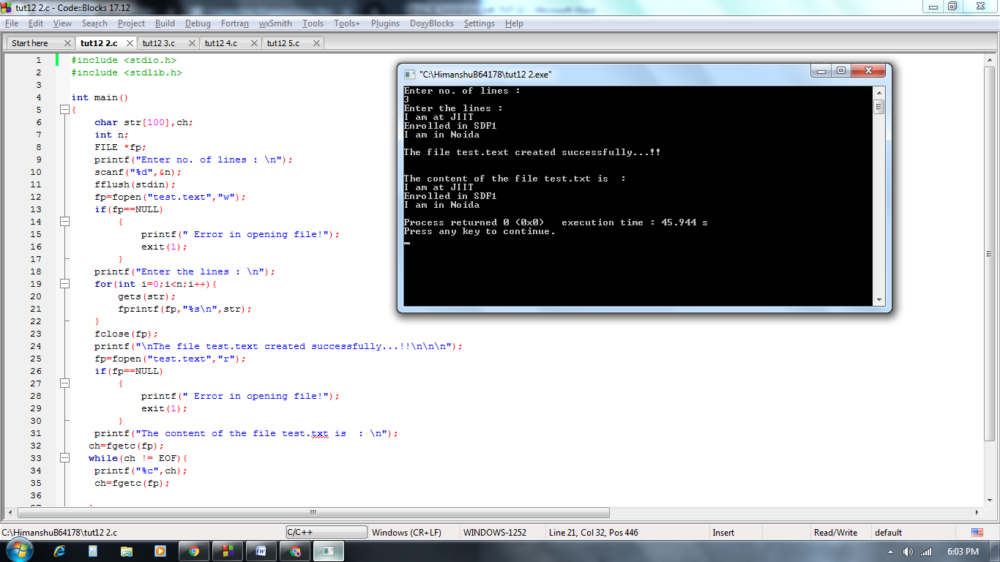 tut12 2.c - Code::Blocks 17.12
File Edit View Search Project Build Debug Fortran wxSmith Tools Tools+ Plugins DoxyBlocks Settings Help
Start here tut12 2.c tut12 3.c tut12 4.c tut12 5.c
1 #include <stdio.h>
2 #include <stdlib.h>
3
4 int main()
5 {
6 char str[100],ch;
7 int n;
8 FILE *fp;
9 printf("Enter no. of lines : \n");
10 scanf("%d",&n);
11 fflush(stdin);
12 fp=fopen("test.text","w");
13 if(fp==NULL)
14 {
15 printf(" Error in opening file!");
16 exit(1);
17 }
18 printf("Enter the lines : \n");
19 for(int i=0;i<n;i++){
20 gets(str);
21 fprintf(fp,"%s\n",str);
22 }
23 fclose(fp);
24 printf("\nThe file test.text created successfully...!!\n\n\n");
25 fp=fopen("test.text","r");
26 if(fp==NULL)
27 {
28 printf(" Error in opening file!");
29 exit(1);
30 }
31 printf("The content of the file test.txt is  : \n");
32 ch=fgetc(fp);
33 while(ch != EOF){
34 printf("%c",ch);
35 ch=fgetc(fp);
36
"C:\HimanshuB64178\tut12 2.exe"
Enter no. of lines :
3
Enter the lines :
I am at JIIT
Enrolled in SDF1
I am in Noida
The file test.text created successfully...!!
The content of the file test.txt is  :
I am at JIIT
Enrolled in SDF1
I am in Noida
Process returned 0 (0x0)   execution time : 45.944 s
Press any key to continue.
C:\HimanshuB64178\tut12 2.c C/C++ Windows (CR+LF) WINDOWS-1252 Line 21, Col 32, Pos 446 Insert Read/Write default
6:03 PM